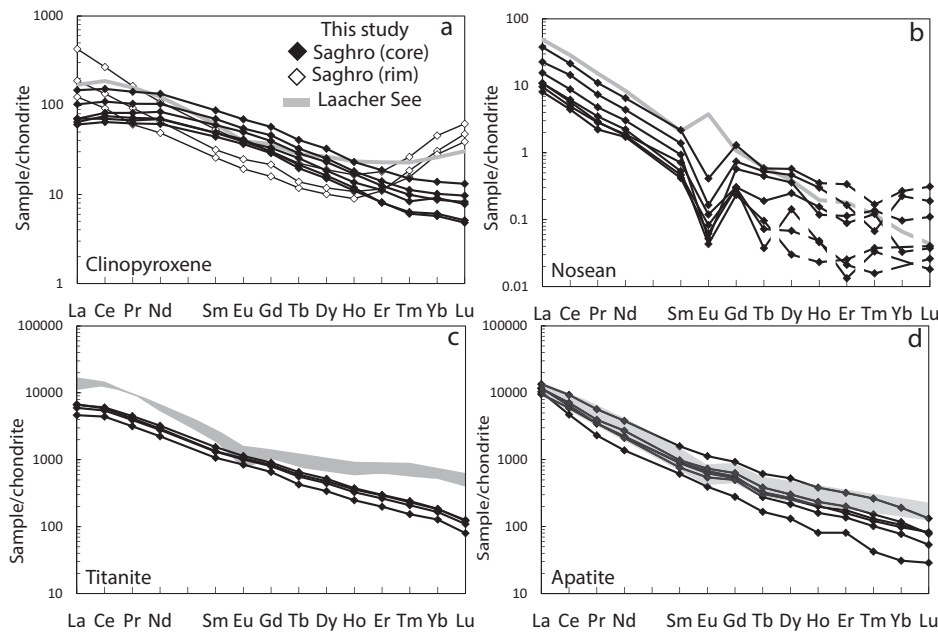 1000
100
10
1
Sample/chondrite
This study
Saghro (core)
Saghro (rim)
Laacher See
a
Clinopyroxene
La Ce Pr Nd Sm Eu Gd Tb Dy Ho Er Tm Yb Lu
100
10
1
0.1
0.01
Sample/chondrite
b
Nosean
La Ce Pr Nd Sm Eu Gd Tb Dy Ho Er Tm Yb Lu
100000
10000
1000
100
10
Sample/chondrite
c
Titanite
La Ce Pr Nd Sm Eu Gd Tb Dy Ho Er Tm Yb Lu
100000
10000
1000
100
10
Sample/chondrite
d
Apatite
La Ce Pr Nd Sm Eu Gd Tb Dy Ho Er Tm Yb Lu